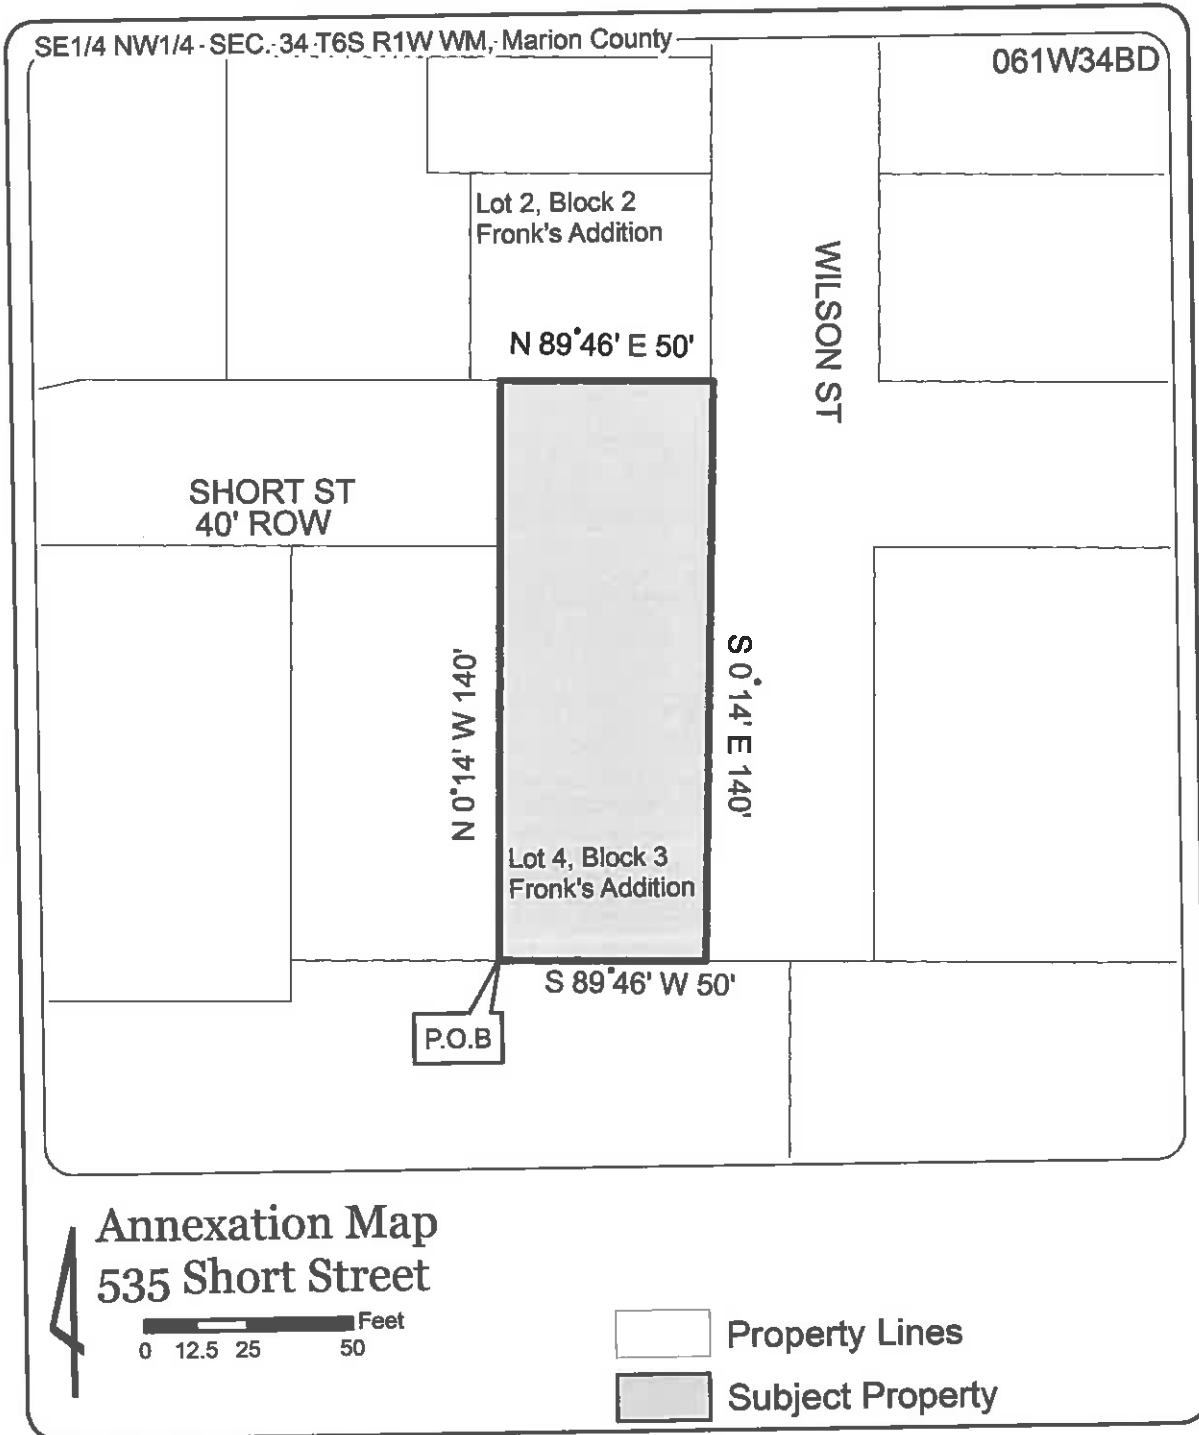 SE1/4 NW1/4 - SEC. 34 T6S R1W WM, Marion County
061W34BD
Lot 2, Block 2
Fronk's Addition
WILSON ST
N 89°46' E 50'
SHORT ST
40' ROW
N 0°14' W 140'
S 0°14' E 140'
Lot 4, Block 3
Fronk's Addition
S 89°46' W 50'
P.O.B
Annexation Map
535 Short Street
Feet
0 12.5 25 50
Property Lines
Subject Property